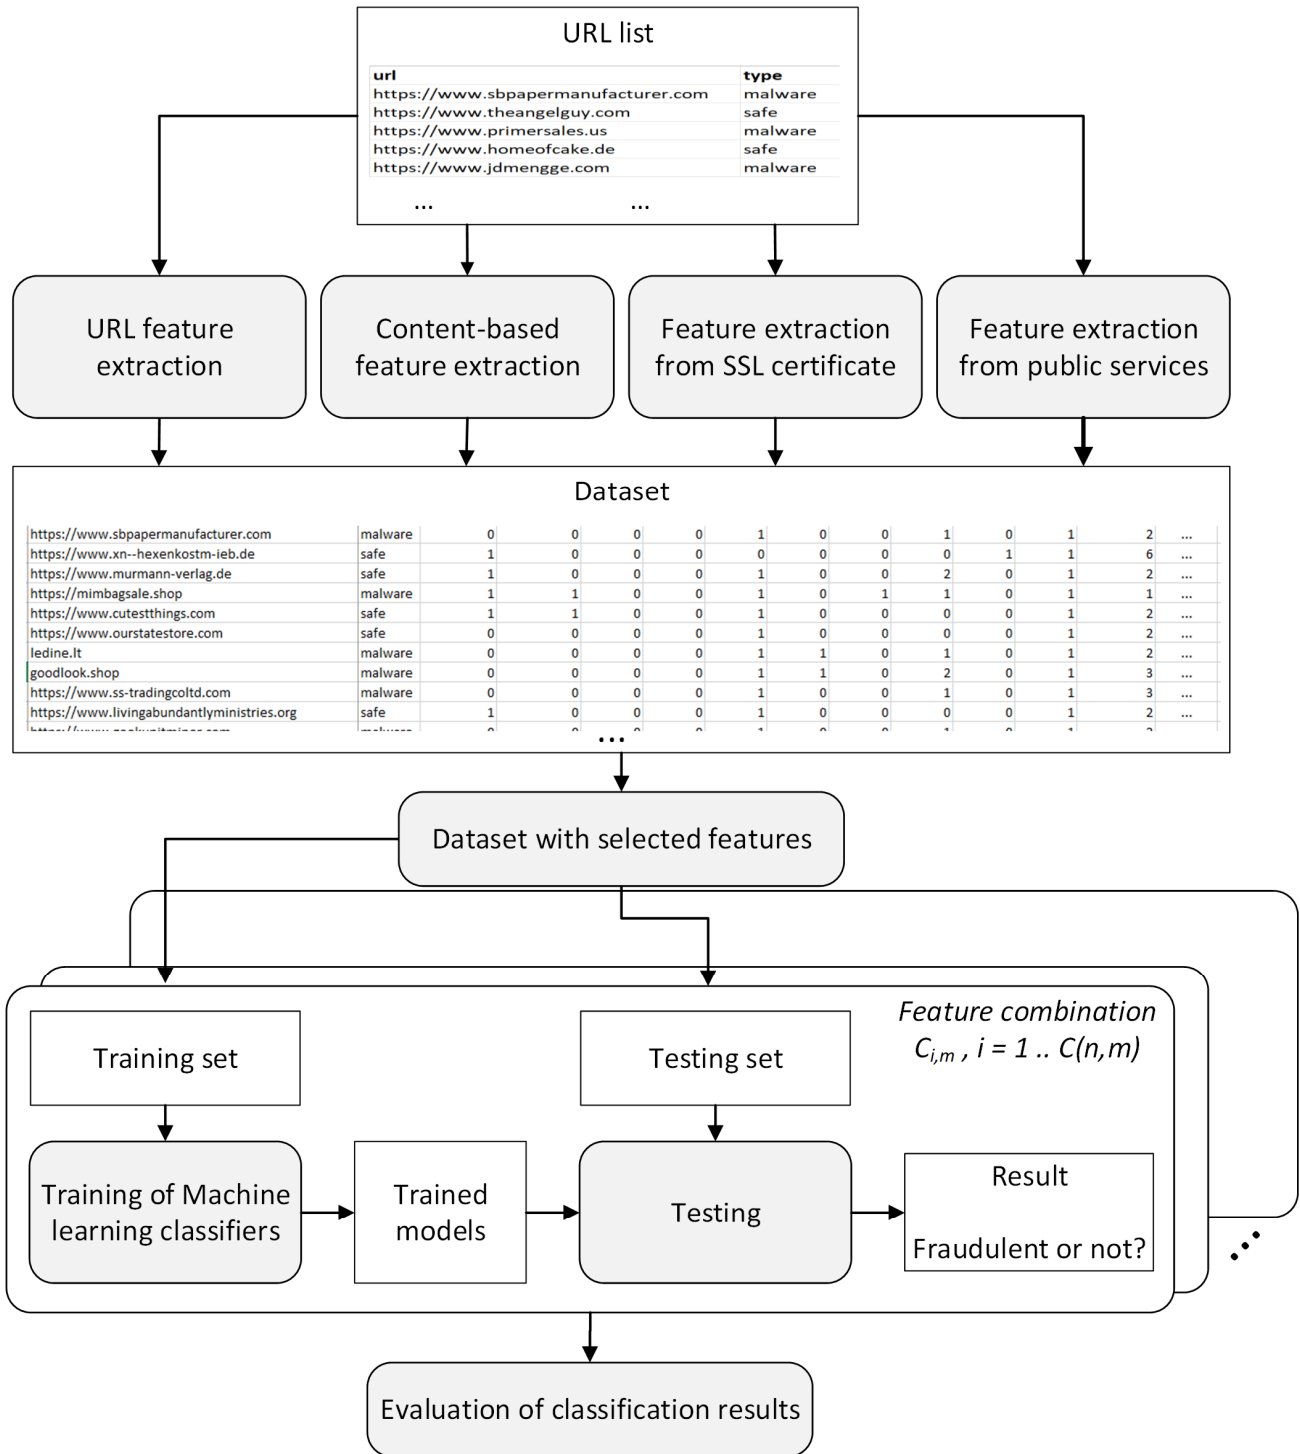 URL list
url type
https://www.sbpapermanufacturer.com malware
https://www.theangelguy.com safe
https://www.primersales.us malware
https://www.homeofcake.de safe
https://www.jdmengge.com malware
... ...
URL feature
extraction
Content-based
feature extraction
Feature extraction
from SSL certificate
Feature extraction
from public services
Dataset
https://www.sbpapermanufacturer.com malware 0 0 0 0 1 0 0 1 0 1 2 ...
https://www.xn--hexenkostm-ieb.de safe 1 0 0 0 0 0 0 0 1 1 6 ...
https://www.murmann-verlag.de safe 1 0 0 0 1 0 0 2 0 1 2 ...
https://mimbagsale.shop malware 1 1 0 0 1 0 1 1 0 1 1 ...
https://www.cutestthings.com safe 1 1 0 0 1 0 0 0 0 1 2 ...
https://www.ourstatestore.com safe 0 0 0 0 1 0 0 0 0 1 2 ...
ledine.lt malware 0 0 0 0 1 1 0 1 0 1 2 ...
goodlook.shop malware 0 0 0 0 1 1 0 2 0 1 3 ...
https://www.ss-tradingcoltd.com malware 0 0 0 0 1 0 0 1 0 1 3 ...
https://www.livingabundantlyministries.org safe 1 0 0 0 1 0 0 0 0 1 2 ...
...
Dataset with selected features
Feature combination
C i,m , i = 1 .. C(n,m)
Training set
Testing set
Training of Machine
learning classifiers
Trained
models
Testing
Result
Fraudulent or not?
Evaluation of classification results